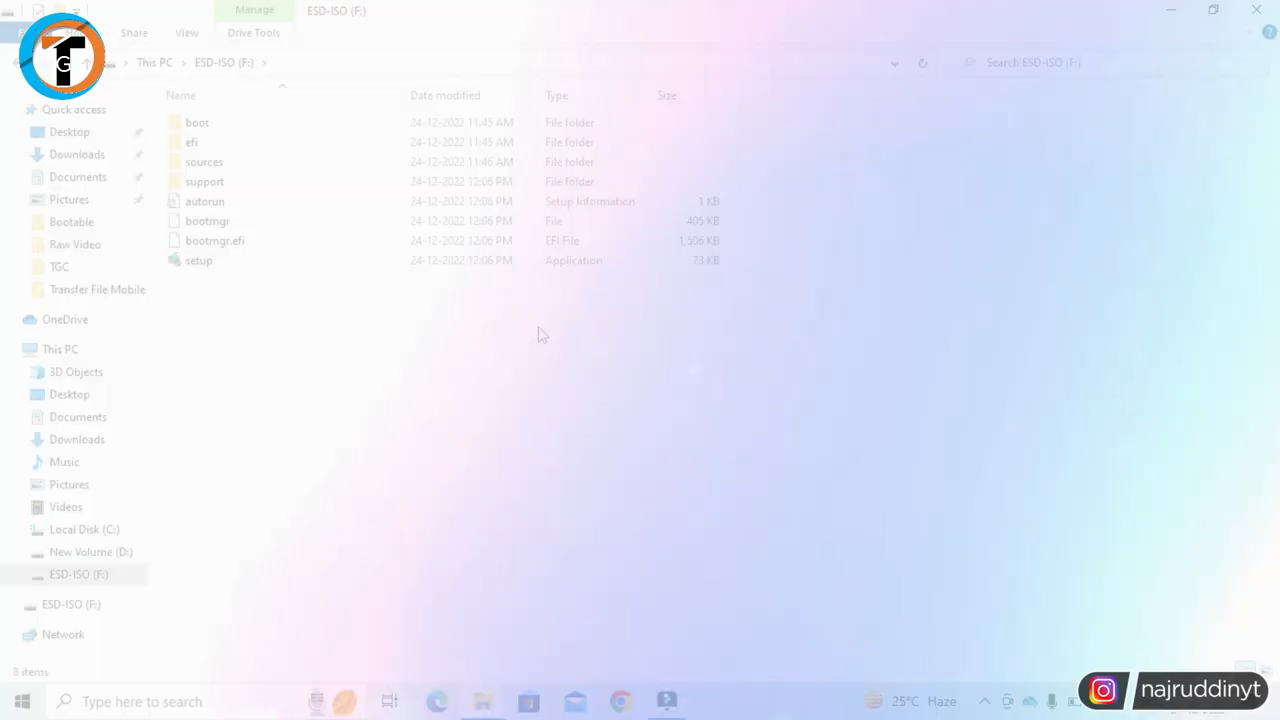 Manage
ESD-ISO (F:)
Share
View
Drive Tools
TG
This PC
ESD-ISO (F:)
Search ESD-ISO (F:)
Name
Date modified
Type
Size
boot 24-12-2022 11:45 AM File folder
efi 24-12-2022 11:45 AM File folder
sources 24-12-2022 11:46 AM File folder
support 24-12-2022 12:06 PM File folder
autorun 24-12-2022 12:06 PM Setup Information 1 KB
bootmgr 24-12-2022 12:06 PM File 405 KB
bootmgr.efi 24-12-2022 12:06 PM EFI File 1,506 KB
setup 24-12-2022 12:06 PM Application 73 KB
Quick access
Desktop
Downloads
Documents
Pictures
Bootable
Raw Video
TGC
Transfer File Mobile
OneDrive
This PC
3D Objects
Desktop
Documents
Downloads
Music
Pictures
Videos
Local Disk (C:)
New Volume (D:)
ESD-ISO (F:)
ESD-ISO (F:)
Network
8 items
Type here to search
25°C Haze
najruddinyt